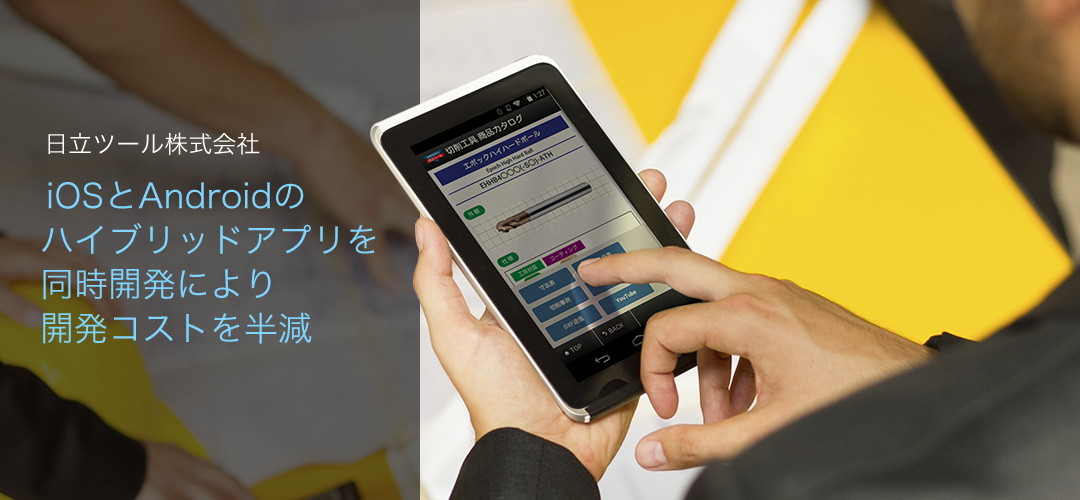 日立ツール株式会社
iOSとAndroidの
ハイブリッドアプリを
同時開発により
開発コストを半減
1:27
切削工具 商品カタログ
エポックハイハードボール
Epoch High Hard Ball
EHHB4○○○(-S○)-ATH
外観
仕様
工具材質
コーティング
寸法表
切削事例
YouTube
DXF送信
TOP
BACK